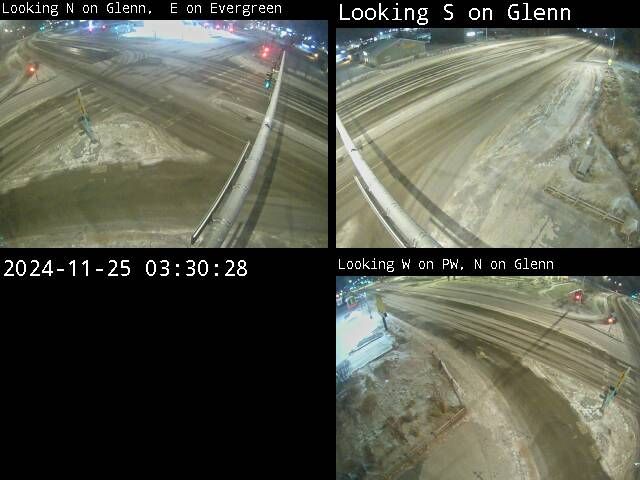 Looking N on Glenn,  E on Evergreen
Looking S on Glenn
2024-11-25 03:30:28
Looking W on PW, N on Glenn